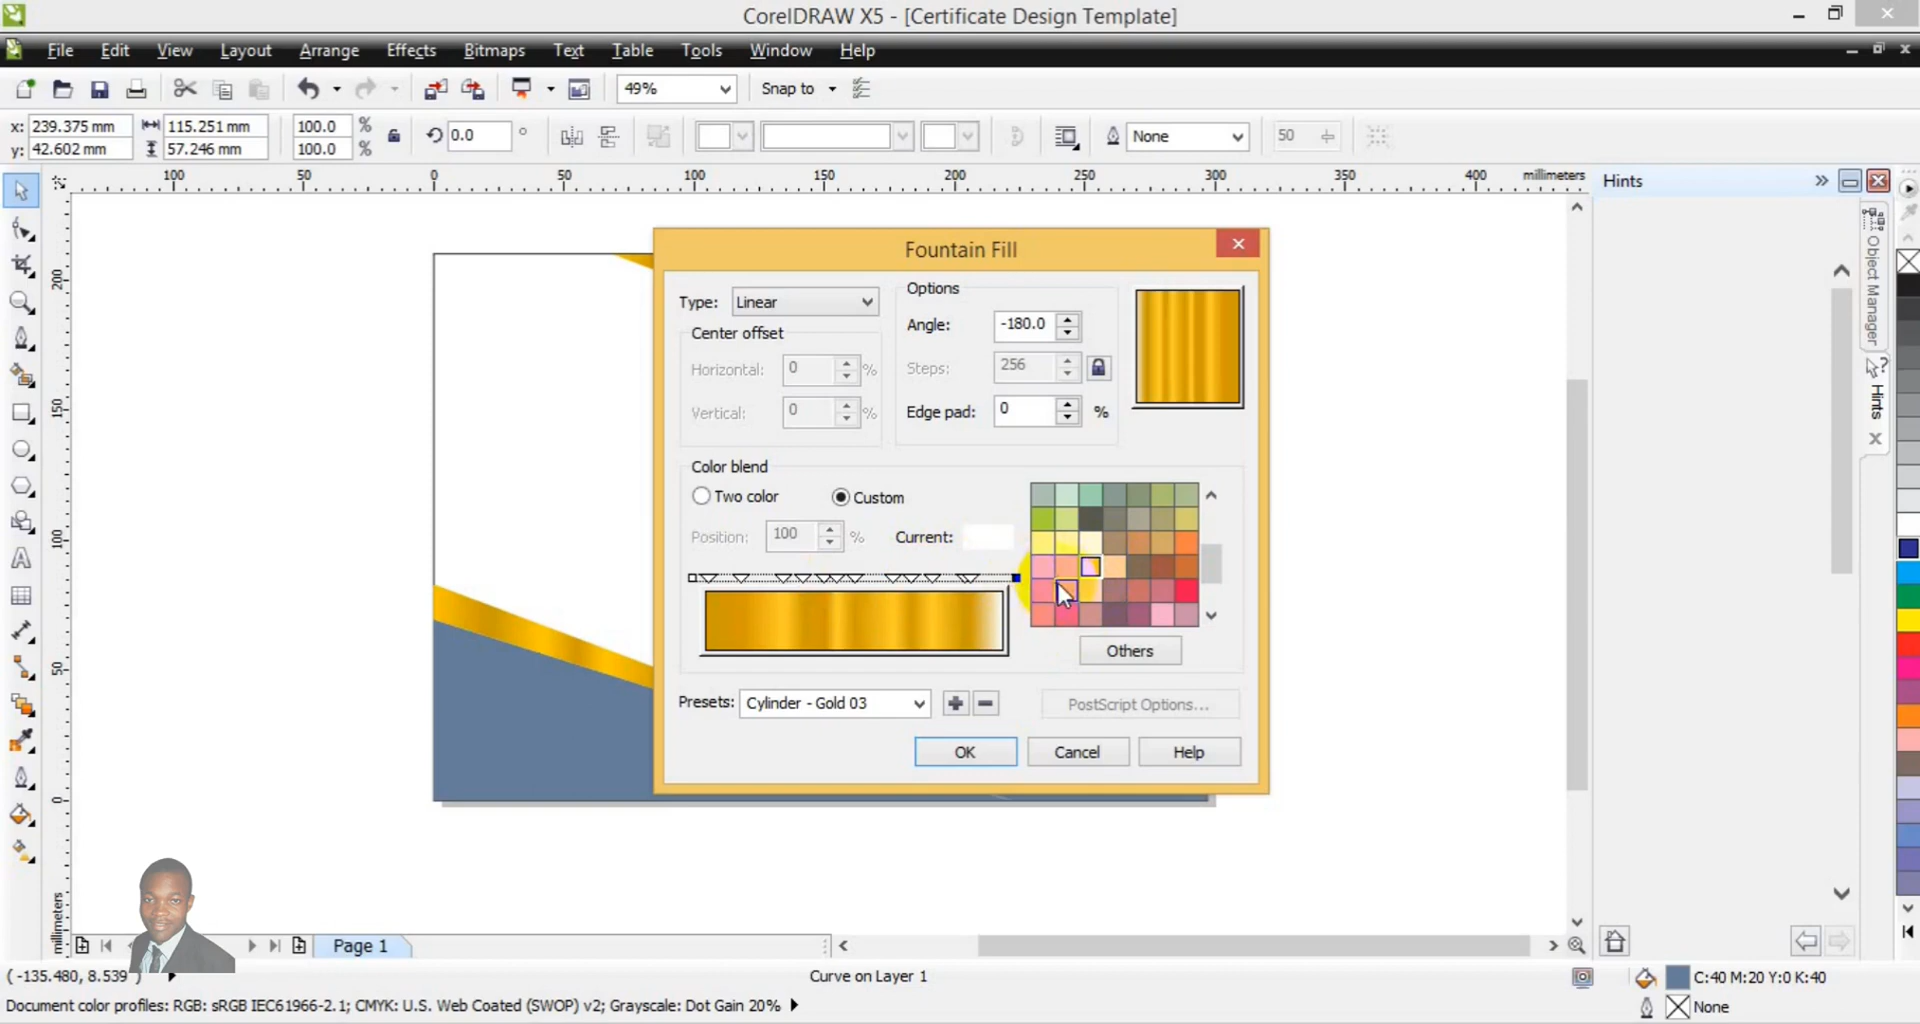 CorelDRAW X5 - [Certificate Design Template]
File Edit View Layout Arrange Effects Bitmaps Text Table Tools Window Help
49% Snap to
x: 239.375 mm 115.251 mm 100.0 % 0.0 ° None 50
y: 42.602 mm 57.246 mm 100.0 %
100 50 0 50 100 150 200 250 300 350 400 millimeters
Hints
200
150
100
50
0
millimeters
Object Manager
Hints
Fountain Fill
Type: Linear
Options
Angle: -180.0
Center offset
Horizontal: 0 %
Steps: 256
Vertical: 0 %
Edge pad: 0 %
Color blend
Two color Custom
Position: 100 % Current:
Others
Presets: Cylinder - Gold 03
PostScript Options...
OK Cancel Help
Page 1
( -135.480, 8.539 ) Curve on Layer 1 C:40 M:20 Y:0 K:40
Document color profiles: RGB: sRGB IEC61966-2.1; CMYK: U.S. Web Coated (SWOP) v2; Grayscale: Dot Gain 20% None